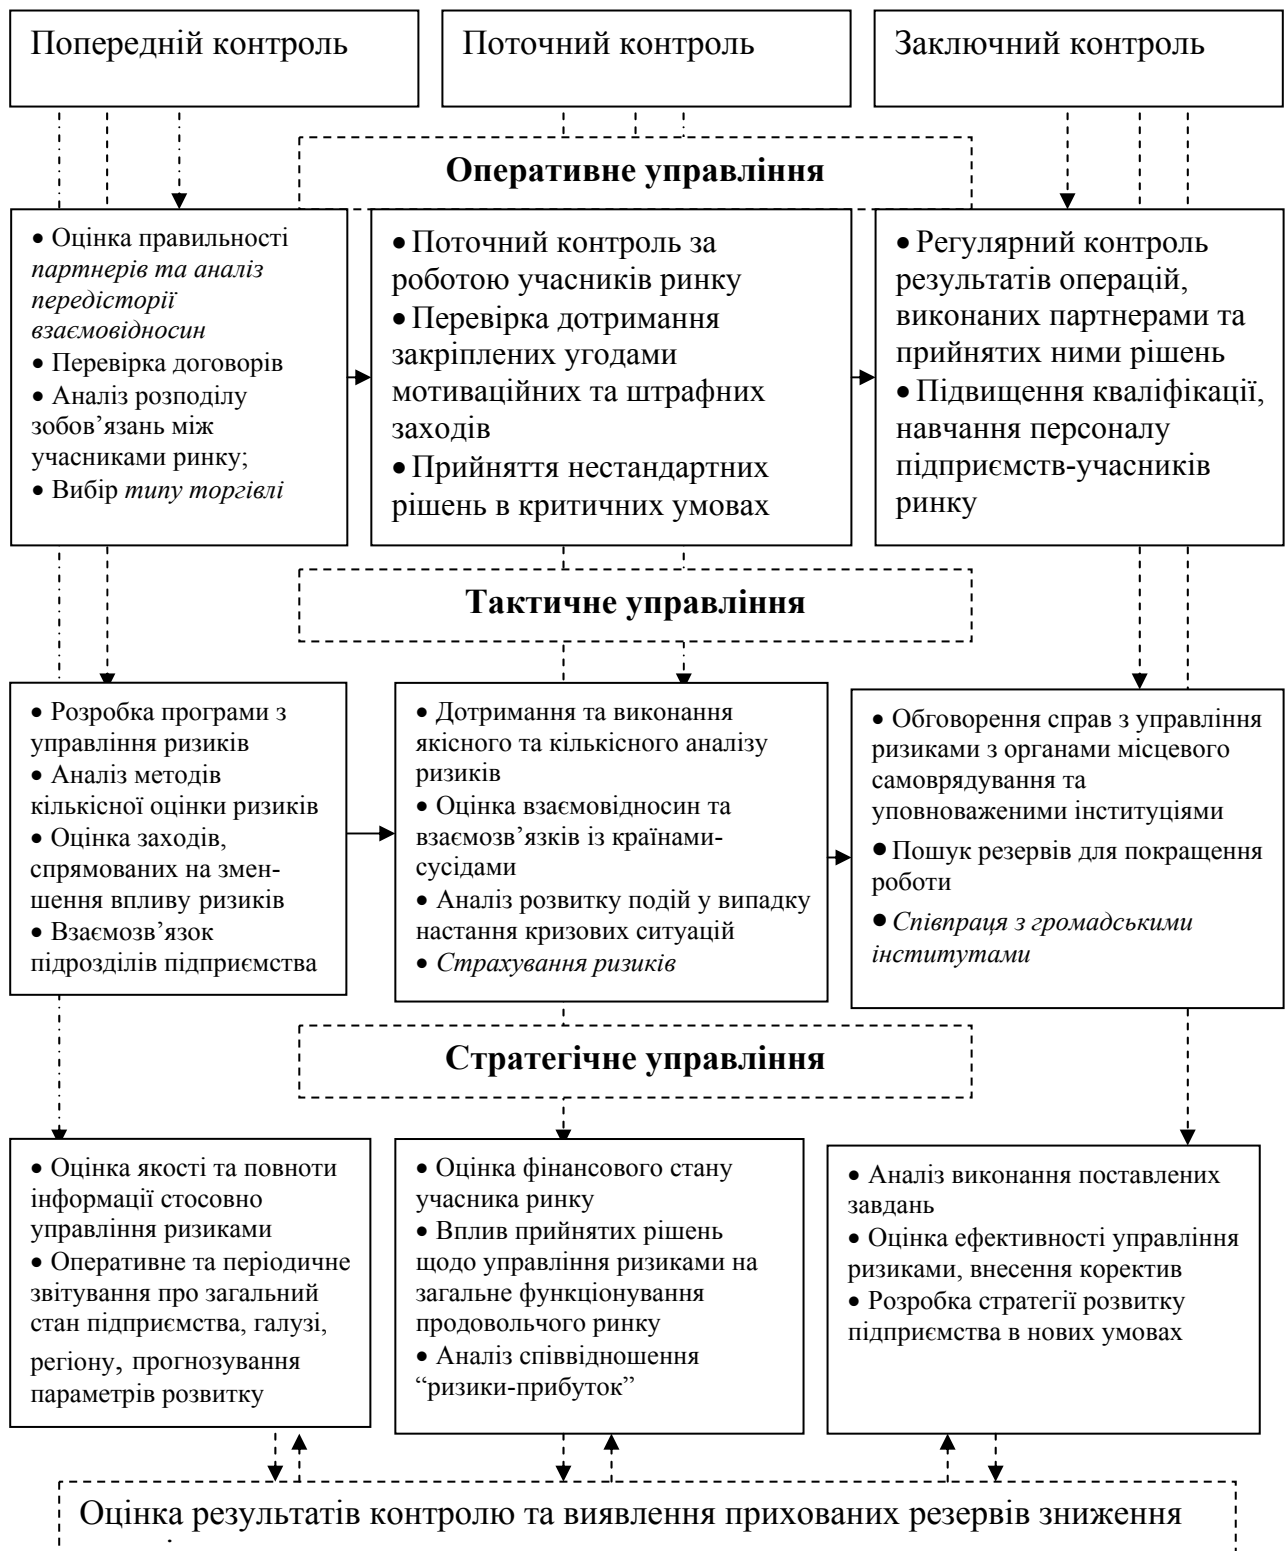 Попередній контроль
Поточний контроль
Заключний контроль
Оперативне управління
• Оцінка правильності
партнерів та аналіз
передісторії
взаємовідносин
• Перевірка договорів
• Аналіз розподілу
зобов’язань між
учасниками ринку;
• Вибір типу торгівлі
• Поточний контроль за
роботою учасників ринку
• Перевірка дотримання
закріплених угодами
мотиваційних та штрафних
заходів
• Прийняття нестандартних
рішень в критичних умовах
• Регулярний контроль
результатів операцій,
виконаних партнерами та
прийнятих ними рішень
• Підвищення кваліфікації,
навчання персоналу
підприємств-учасників
ринку
Тактичне управління
• Розробка програми з
управління ризиків
• Аналіз методів
кількісної оцінки ризиків
• Оцінка заходів,
спрямованих на змен-
шення впливу ризиків
• Взаємозв’язок
підрозділів підприємства
• Дотримання та виконання
якісного та кількісного аналізу
ризиків
• Оцінка взаємовідносин та
взаємозв’язків із країнами-
сусідами
• Аналіз розвитку подій у випадку
настання кризових ситуацій
• Страхування ризиків
• Обговорення справ з управління
ризиками з органами місцевого
самоврядування та
уповноваженими інституціями
• Пошук резервів для покращення
роботи
• Співпраця з громадськими
інститутами
Стратегічне управління
• Оцінка якості та повноти
інформації стосовно
управління ризиками
• Оперативне та періодичне
звітування про загальний
стан підприємства, галузі,
регіону, прогнозування
параметрів розвитку
• Оцінка фінансового стану
учасника ринку
• Вплив прийнятих рішень
щодо управління ризиками на
загальне функціонування
продовольчого ринку
• Аналіз співвідношення
“ризики-прибуток”
• Аналіз виконання поставлених
завдань
• Оцінка ефективності управління
ризиками, внесення коректив
• Розробка стратегії розвитку
підприємства в нових умовах
Оцінка результатів контролю та виявлення прихованих резервів зниження